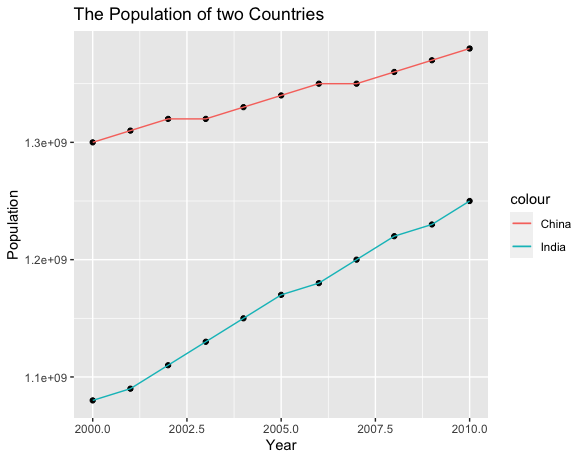 The Population of two Countries
Population
1.3e+09
1.2e+09
1.1e+09
2000.0 2002.5 2005.0 2007.5 2010.0
Year
colour
China
India